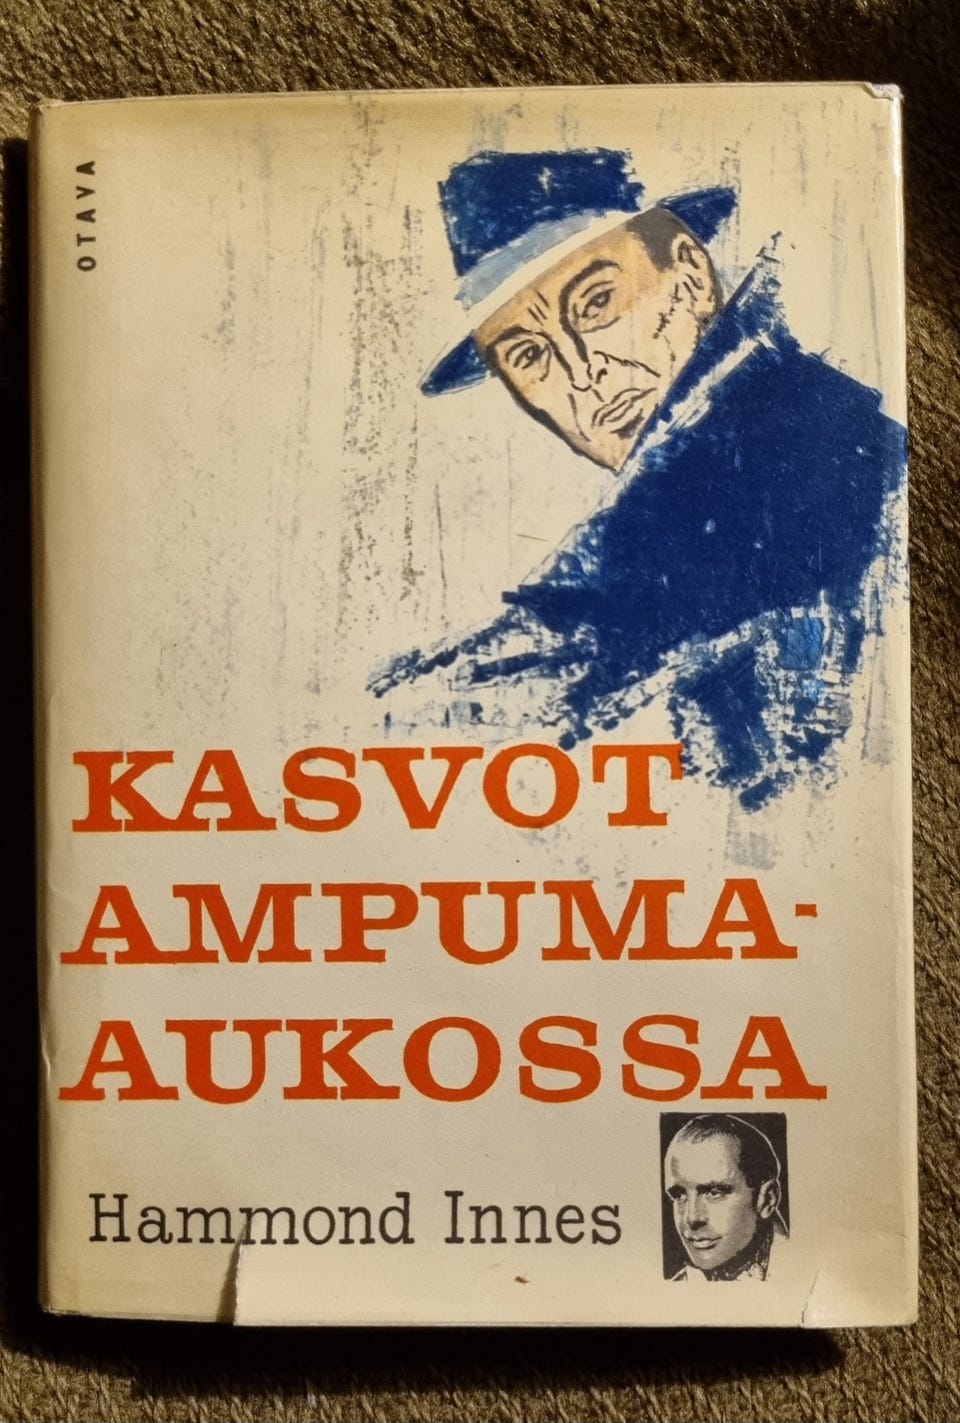 OTAVA
KASVOT
AMPUMA-
AUKOSSA
Hammond Innes